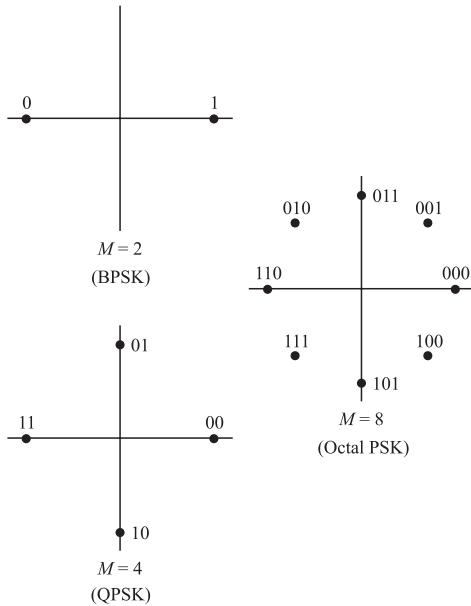 0 1
M = 2
(BPSK)
01
11 00
10
M = 4
(QPSK)
011
010 001
110 000
111 100
101
M = 8
(Octal PSK)